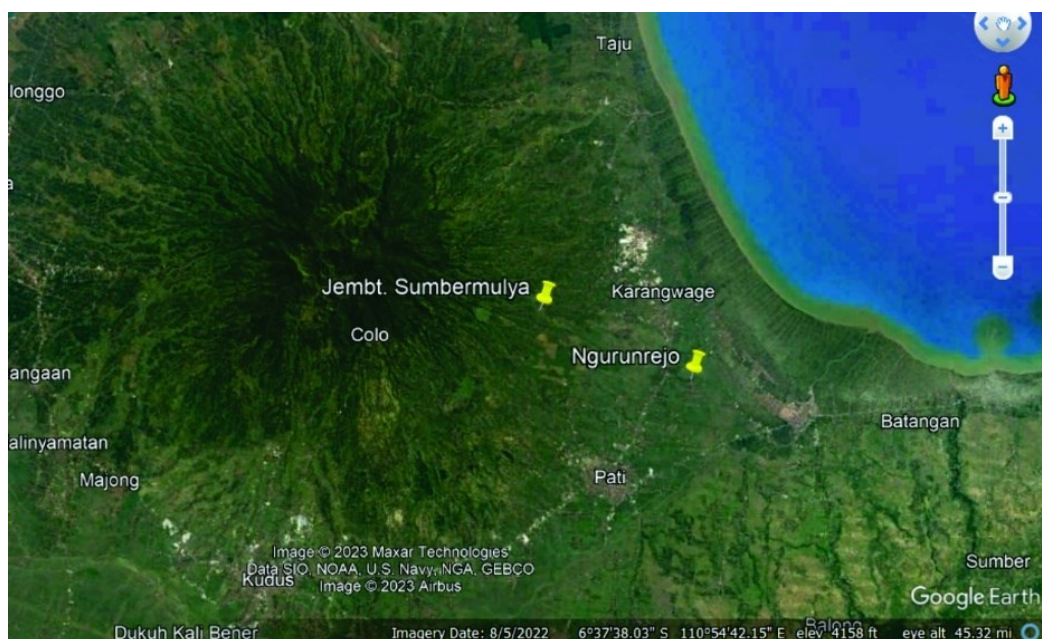 Taju
longgo
Jembt. Sumbermulya
Karangwage
Colo
Ngurunrejo
angaan
Batangan
alinyamatan
Pati
Majong
Image © 2023 Maxar Technologies
Data SIO, NOAA, U.S. Navy, NGA, GEBCO
Image © 2023 Airbus
Kudus
Sumber
Google Earth
Dukuh Kali Bener
Balong
Imagery Date: 8/5/2022 6°37'38.03" S 110°54'42.15" E elev 4158 ft eye alt 45.32 mi